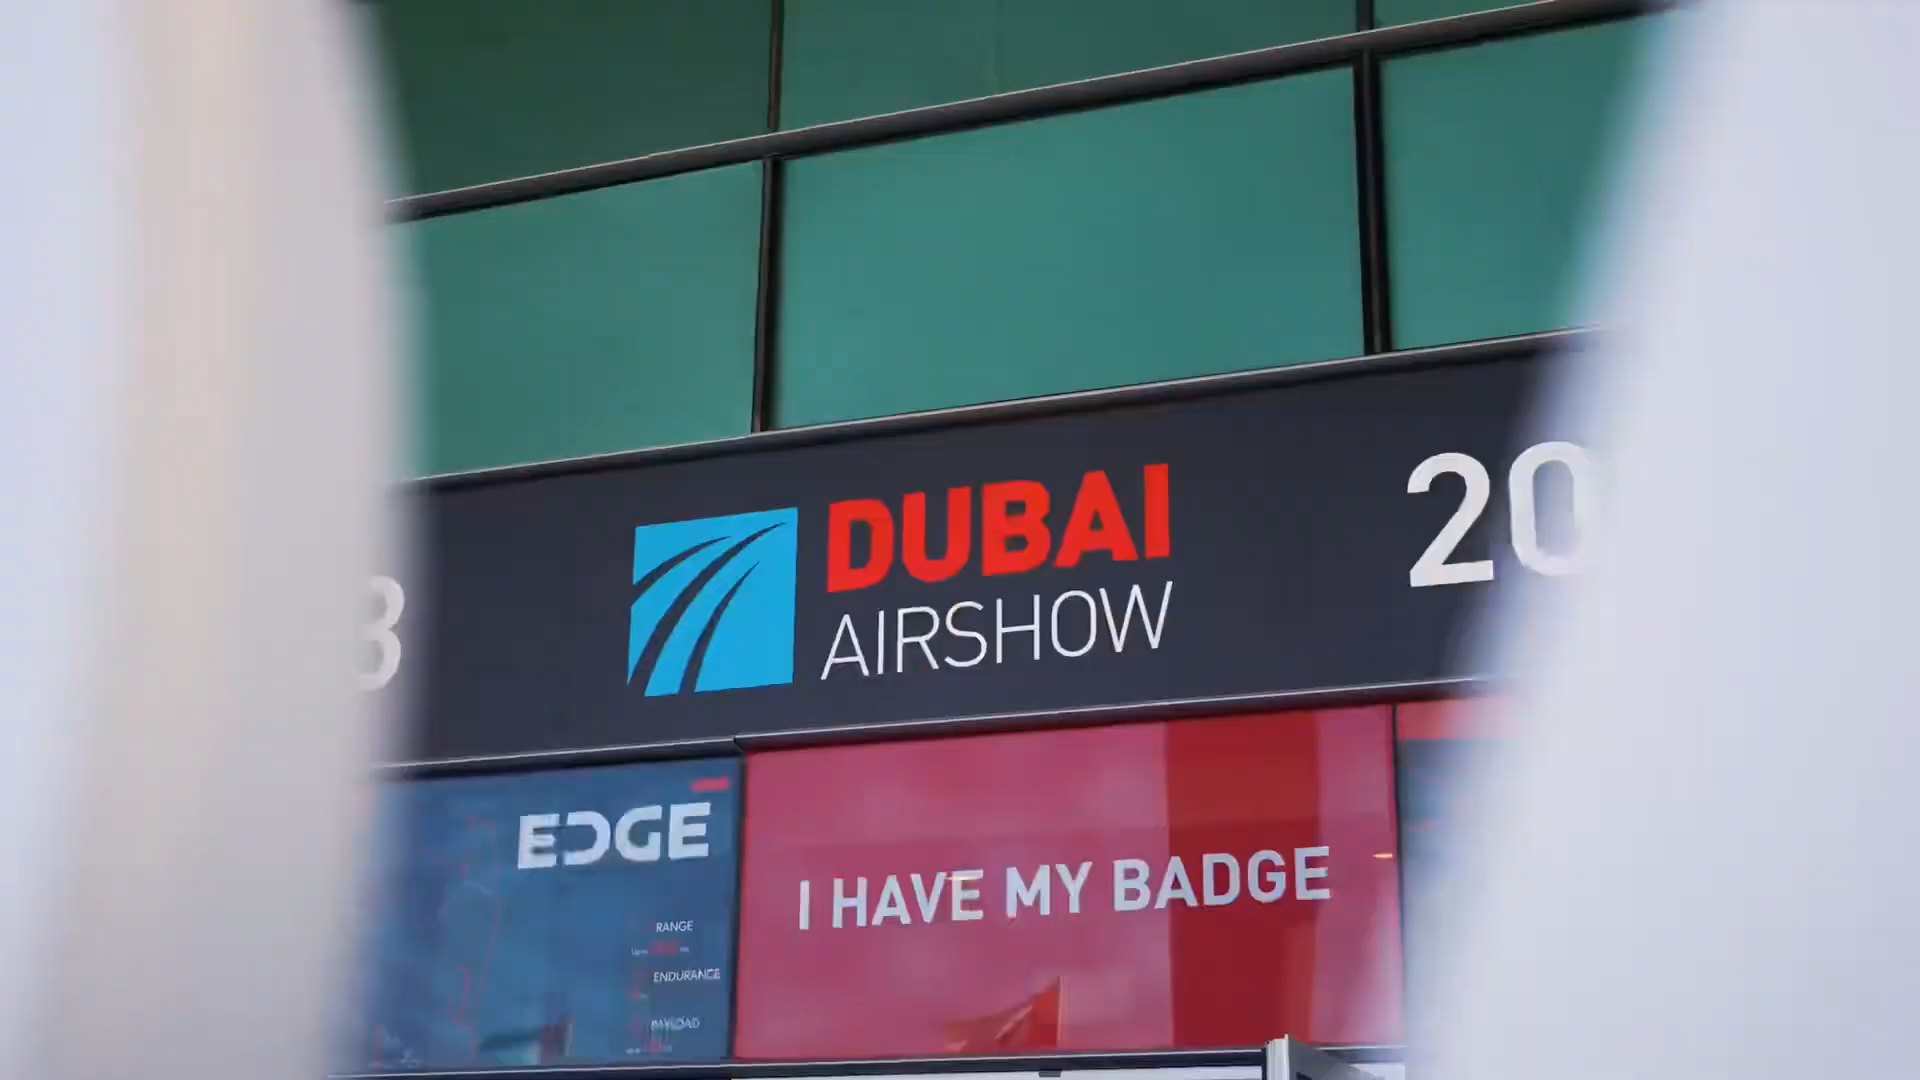 DUBAI
AIRSHOW
20
3
EDGE
I HAVE MY BADGE
RANGE
ENDURANCE
PAYLOAD